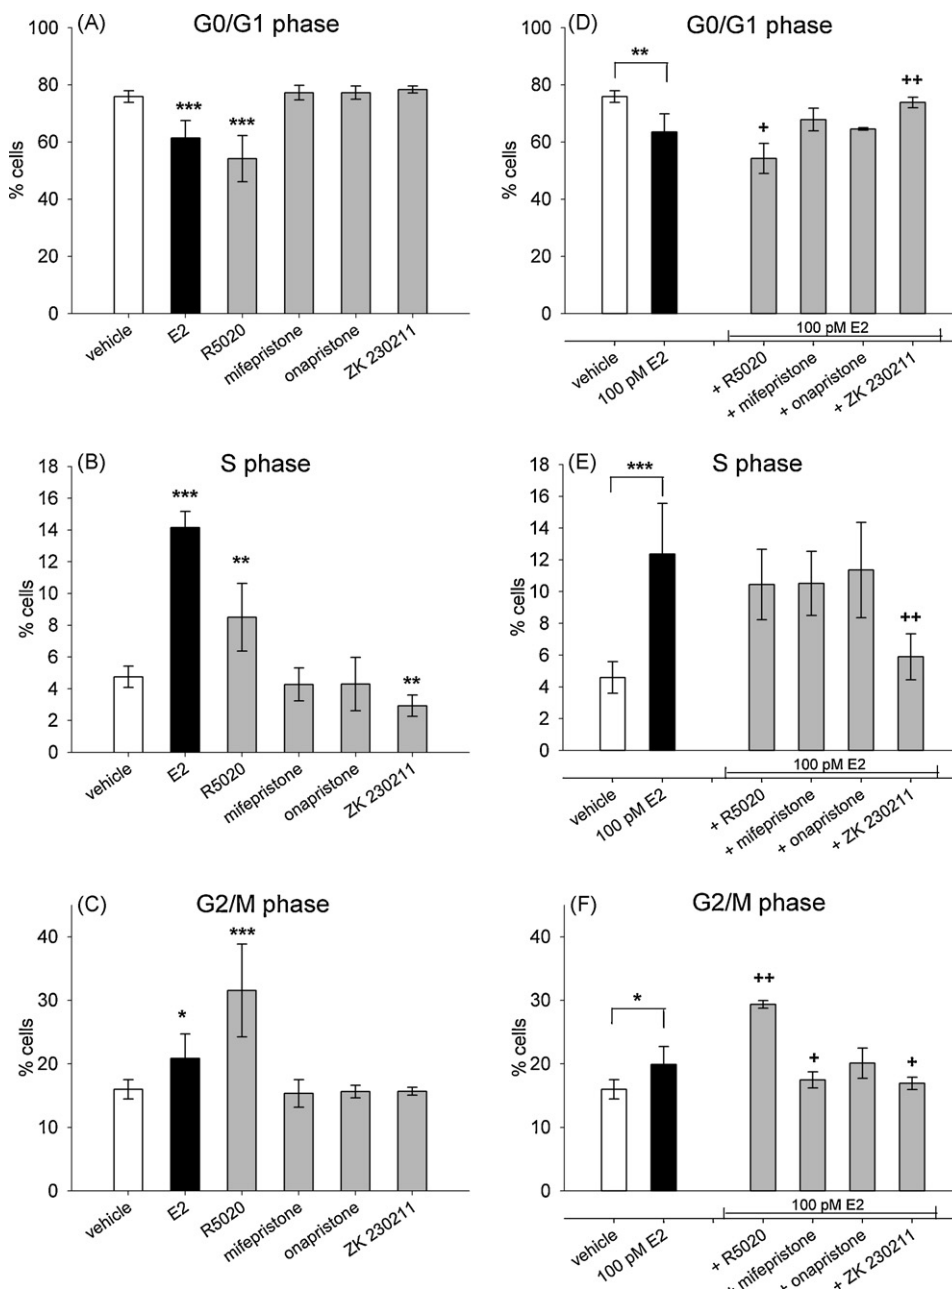 (A) G0/G1 phase
% cells
100
80
60
40
20
0
***
***
vehicle
E2
R5020
mifepristone
onapristone
ZK 230211
(D) G0/G1 phase
% cells
100
80
60
40
20
0
**
+
++
100 pM E2
vehicle
100 pM E2
+ R5020
+ mifepristone
+ onapristone
+ ZK 230211
(B) S phase
% cells
18
16
14
12
10
8
6
4
2
0
***
**
**
vehicle
E2
R5020
mifepristone
onapristone
ZK 230211
(E) S phase
% cells
18
16
14
12
10
8
6
4
2
0
***
++
100 pM E2
vehicle
100 pM E2
+ R5020
+ mifepristone
+ onapristone
+ ZK 230211
(C) G2/M phase
% cells
40
30
20
10
0
*
***
vehicle
E2
R5020
mifepristone
onapristone
ZK 230211
(F) G2/M phase
% cells
40
30
20
10
0
*
++
+
+
100 pM E2
vehicle
100 pM E2
+ R5020
+ mifepristone
+ onapristone
+ ZK 230211